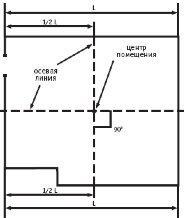 L
1/2 L
центр
помещения
осевая
линия
90°
1/2 L
L